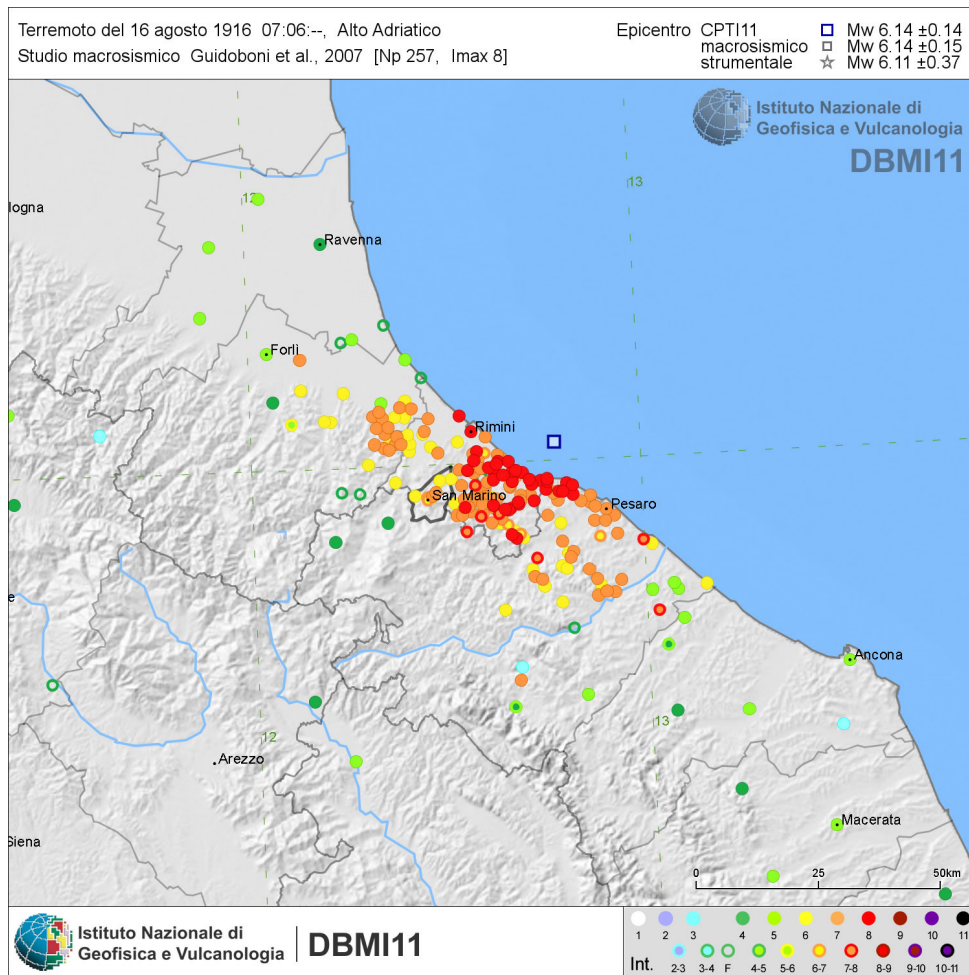 Terremoto del 16 agosto 1916 07:06:--, Alto Adriatico
Studio macrosismico Guidoboni et al., 2007 [Np 257, Imax 8]
Epicentro CPTI11 Mw 6.14 ±0.14
macrosismico Mw 6.14 ±0.15
strumentale Mw 6.11 ±0.37
Istituto Nazionale di
Geofisica e Vulcanologia
DBMI11
13
12
logna
Ravenna
Forlì
Rimini
San Marino
Pesaro
e
Ancona
13
12
Arezzo
Macerata
Siena
0 25 50km
Istituto Nazionale di
Geofisica e Vulcanologia
DBMI11
1 2 3 4 5 6 7 8 9 10 11
Int. 2-3 3-4 F 4-5 5-6 6-7 7-8 8-9 9-10 10-11